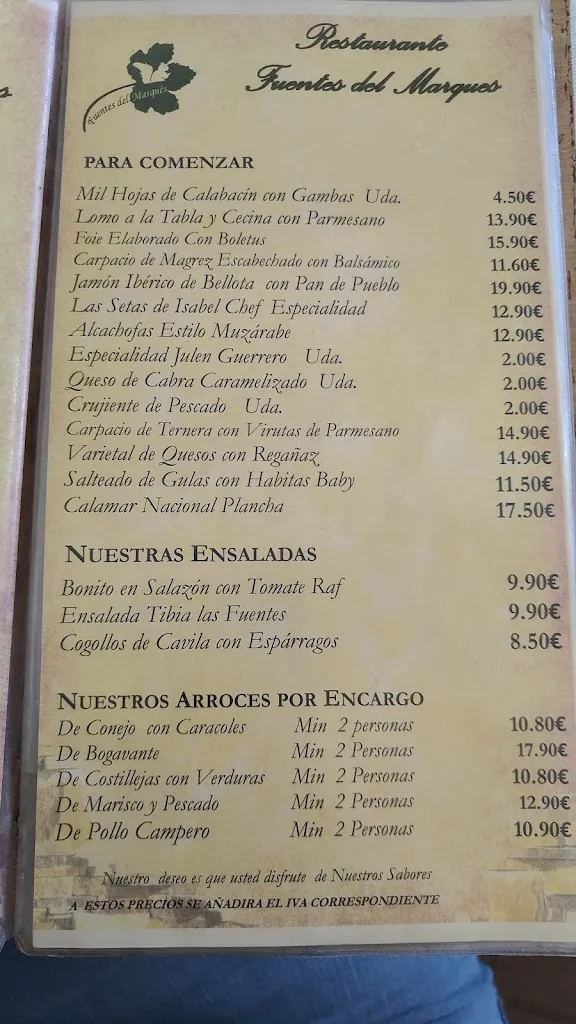 Restaurante
Fuentes del Marques
Fuentes del Marqués
PARA COMENZAR
Mil Hojas de Calabacín con Gambas Uda. 4.50€
Lomo a la Tabla y Cecina con Parmesano 13.90€
Foie Elaborado Con Boletus 15.90€
Carpacio de Magrez Escabechado con Balsámico 11.60€
Jamón Ibérico de Bellota con Pan de Pueblo 19.90€
Las Setas de Isabel Chef Especialidad 12.90€
Alcachofas Estilo Muzárabe 12.90€
Especialidad Julen Guerrero Uda. 2.00€
Queso de Cabra Caramelizado Uda. 2.00€
Crujiente de Pescado Uda. 2.00€
Carpacio de Ternera con Virutas de Parmesano 14.90€
Varietal de Quesos con Regañaz 14.90€
Salteado de Gulas con Habitas Baby 11.50€
Calamar Nacional Plancha 17.50€
NUESTRAS ENSALADAS
Bonito en Salazón con Tomate Raf 9.90€
Ensalada Tibia las Fuentes 9.90€
Cogollos de Cavila con Espárragos 8.50€
NUESTROS ARROCES POR ENCARGO
De Conejo con Caracoles Min 2 personas 10.80€
De Bogavante Min 2 Personas 17.90€
De Costillejas con Verduras Min 2 Personas 10.80€
De Marisco y Pescado Min 2 Personas 12.90€
De Pollo Campero Min 2 Personas 10.90€
Nuestro deseo es que usted disfrute de Nuestros Sabores
A ESTOS PRECIOS SE AÑADIRA EL IVA CORRESPONDIENTE